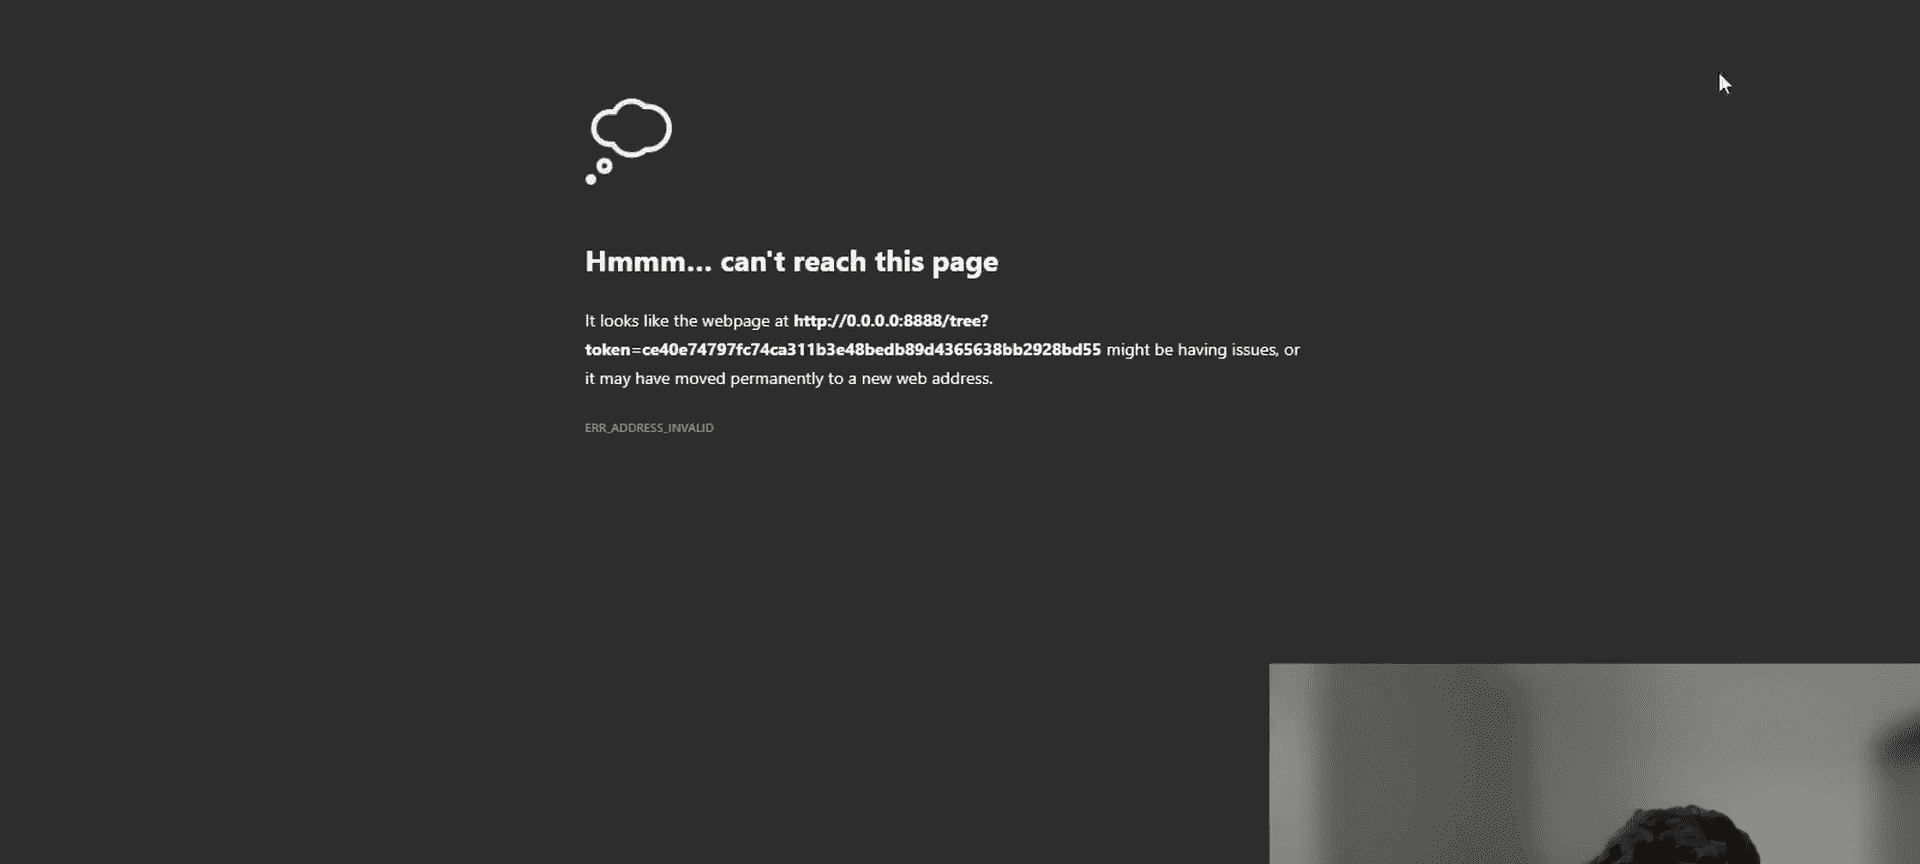 Hmmm... can't reach this page
It looks like the webpage at http://0.0.0.0:8888/tree?
token=ce40e74797fc74ca311b3e48bedb89d4365638bb2928bd55 might be having issues, or
it may have moved permanently to a new web address.
ERR_ADDRESS_INVALID